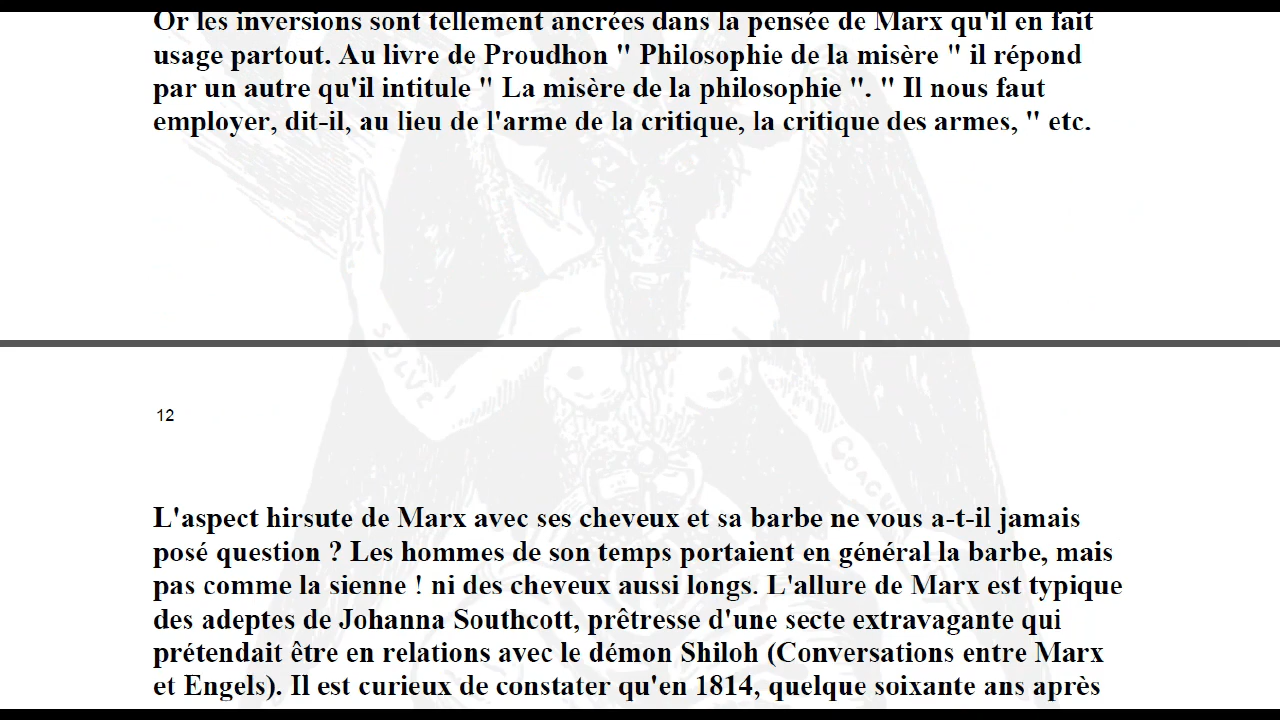 Or les inversions sont tellement ancrées dans la pensée de Marx qu'il en fait
usage partout. Au livre de Proudhon " Philosophie de la misère " il répond
par un autre qu'il intitule " La misère de la philosophie ". " Il nous faut
employer, dit-il, au lieu de l'arme de la critique, la critique des armes, " etc.
SOLVE
12
COAGU
L'aspect hirsute de Marx avec ses cheveux et sa barbe ne vous a-t-il jamais
posé question ? Les hommes de son temps portaient en général la barbe, mais
pas comme la sienne ! ni des cheveux aussi longs. L'allure de Marx est typique
des adeptes de Johanna Southcott, prêtresse d'une secte extravagante qui
prétendait être en relations avec le démon Shiloh (Conversations entre Marx
et Engels). Il est curieux de constater qu'en 1814, quelque soixante ans après